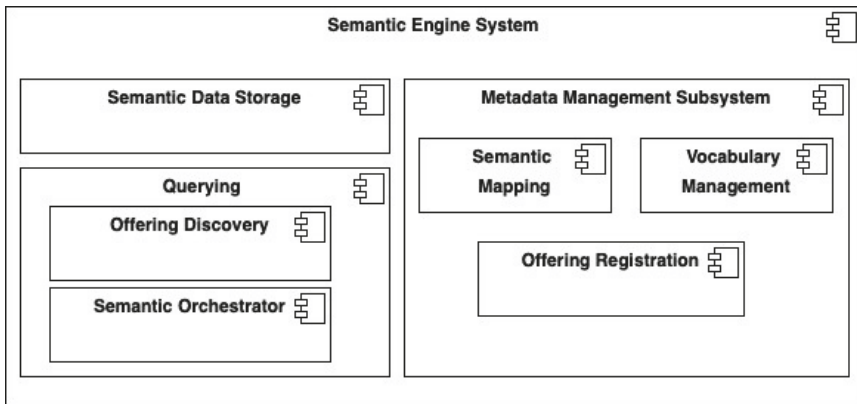 Semantic Engine System
Semantic Data Storage
Querying
Offering Discovery
Semantic Orchestrator
Metadada Management Subsystem
Semantic
Mapping
Vocabulary
Management
Offering Registration